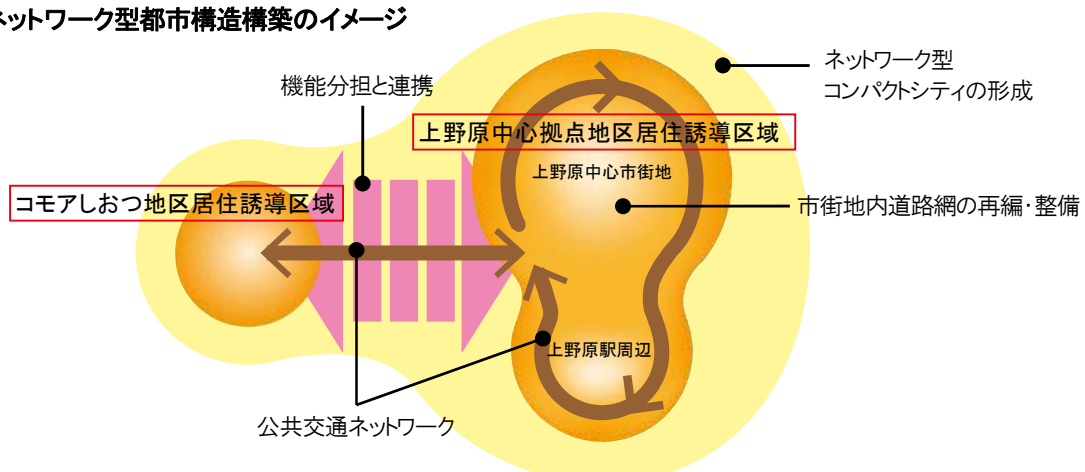 ネットワーク型都市構造構築のイメージ
ネットワーク型
コンパクトシティの形成
機能分担と連携
上野原中心拠点地区居住誘導区域
上野原中心市街地
コモアしおつ地区居住誘導区域
市街地内道路網の再編・整備
上野原駅周辺
公共交通ネットワーク